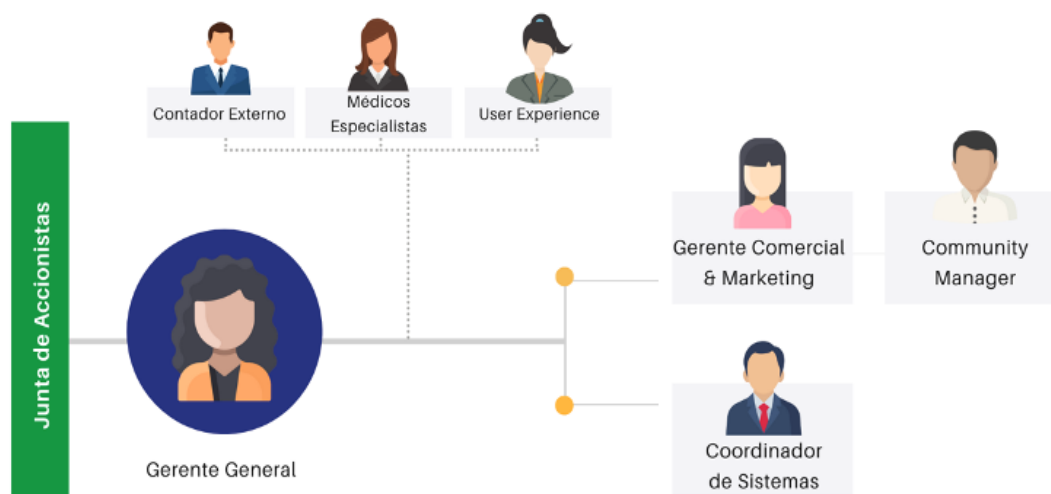 Contador Externo
Médicos
Especialistas
User Experience
Junta de Accionistas
Gerente General
Gerente Comercial
& Marketing
Community
Manager
Coordinador
de Sistemas